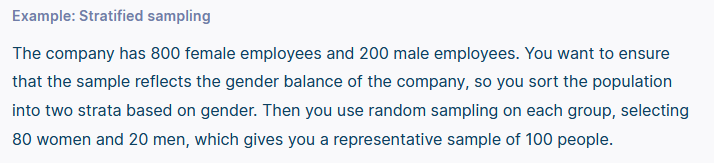 Example: Stratified sampling
The company has 800 female employees and 200 male employees. You want to ensure
that the sample reflects the gender balance of the company, so you sort the population
into two strata based on gender. Then you use random sampling on each group, selecting
80 women and 20 men, which gives you a representative sample of 100 people.